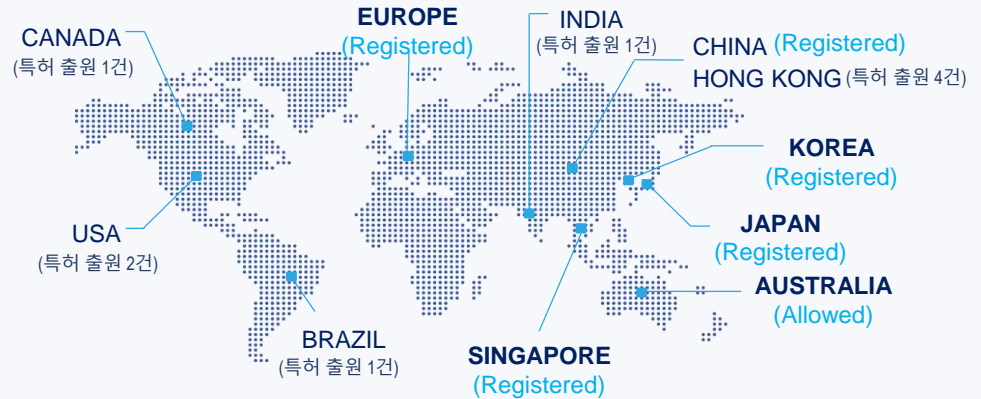 EUROPE
(Registered)
INDIA
(특허 출원 1건)
CANADA
(특허 출원 1건)
CHINA (Registered)
HONG KONG (특허 출원 4건)
KOREA
(Registered)
USA
(특허 출원 2건)
JAPAN
(Registered)
AUSTRALIA
(Allowed)
BRAZIL
(특허 출원 1건)
SINGAPORE
(Registered)